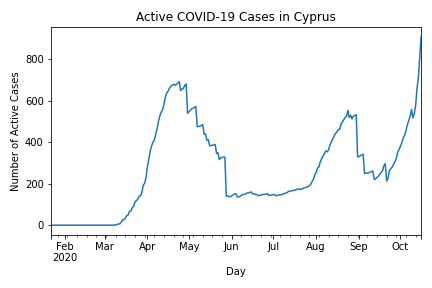 Active COVID-19 Cases in Cyprus
Number of Active Cases
800
600
400
200
0
Feb Mar Apr May Jun Jul Aug Sep Oct
2020
Day